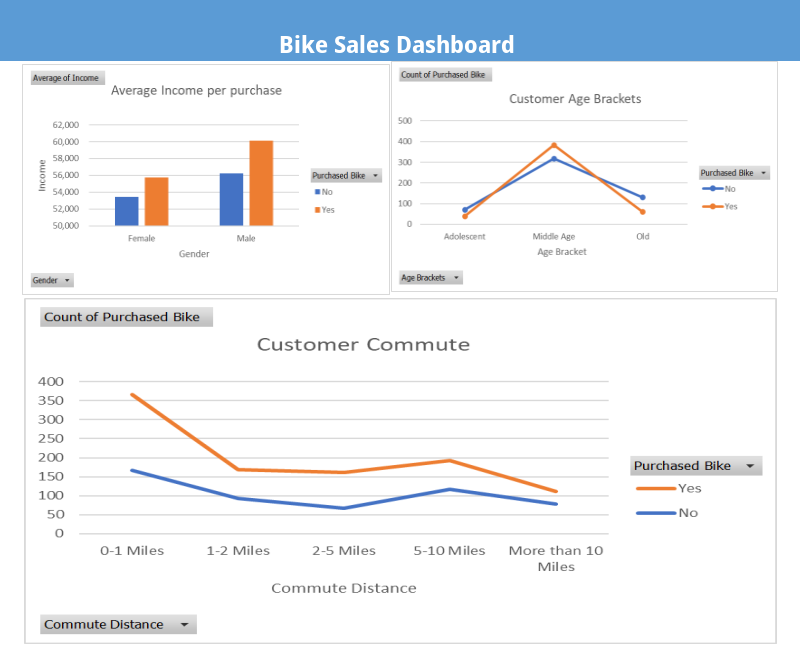 Bike Sales Dashboard
Average of Income
Average Income per purchase
62,000
60,000
58,000
56,000
54,000
52,000
50,000
Income
Female
Male
Gender
Purchased Bike
No
Yes
Gender
Count of Purchased Bike
Customer Age Brackets
500
400
300
200
100
0
Adolescent
Middle Age
Old
Age Bracket
Purchased Bike
No
Yes
Age Brackets
Count of Purchased Bike
Customer Commute
400
350
300
250
200
150
100
50
0
0-1 Miles
1-2 Miles
2-5 Miles
5-10 Miles
More than 10
Miles
Commute Distance
Purchased Bike
Yes
No
Commute Distance